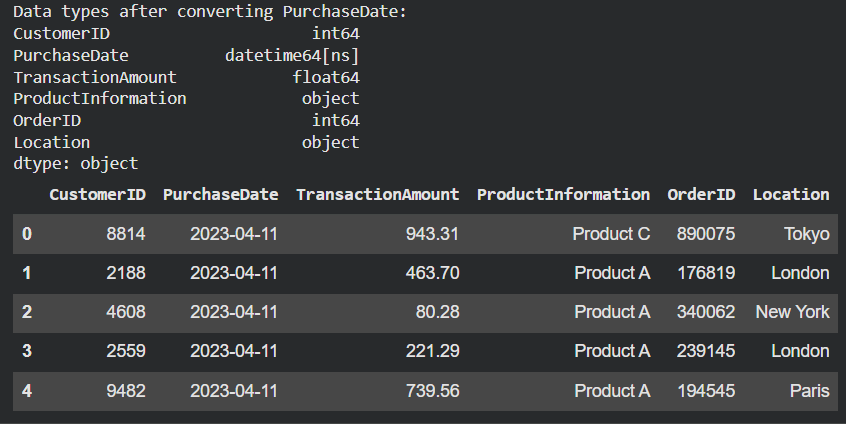 Data types after converting PurchaseDate:
CustomerID int64
PurchaseDate datetime64[ns]
TransactionAmount float64
ProductInformation object
OrderID int64
Location object
dtype: object
CustomerID PurchaseDate TransactionAmount ProductInformation OrderID Location
0 8814 2023-04-11 943.31 Product C 890075 Tokyo
1 2188 2023-04-11 463.70 Product A 176819 London
2 4608 2023-04-11 80.28 Product A 340062 New York
3 2559 2023-04-11 221.29 Product A 239145 London
4 9482 2023-04-11 739.56 Product A 194545 Paris